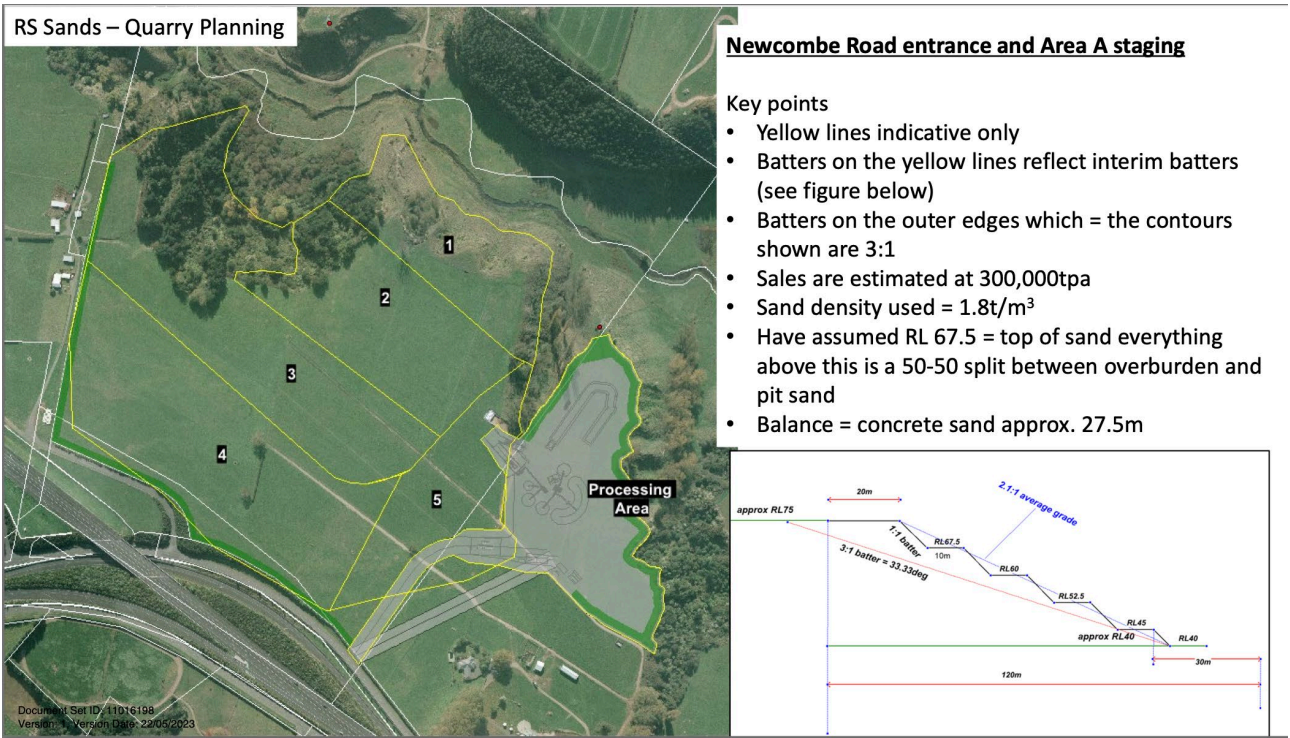 RS Sands – Quarry Planning
Newcombe Road entrance and Area A staging
Key points
• Yellow lines indicative only
• Batters on the yellow lines reflect interim batters
(see figure below)
• Batters on the outer edges which = the contours
shown are 3:1
• Sales are estimated at 300,000tpa
• Sand density used = 1.8t/m³
• Have assumed RL 67.5 = top of sand everything
above this is a 50-50 split between overburden and
pit sand
• Balance = concrete sand approx. 27.5m
1
2
3
4
5
Processing
Area
20m
2.1:1 average grade
approx RL75
1:1 batter
RL67.5
10m
3:1 batter = 33.33deg
RL60
RL52.5
RL45
approx RL40
RL40
30m
120m
Document Set ID: 11016198
Version: 1, Version Date: 22/05/2023